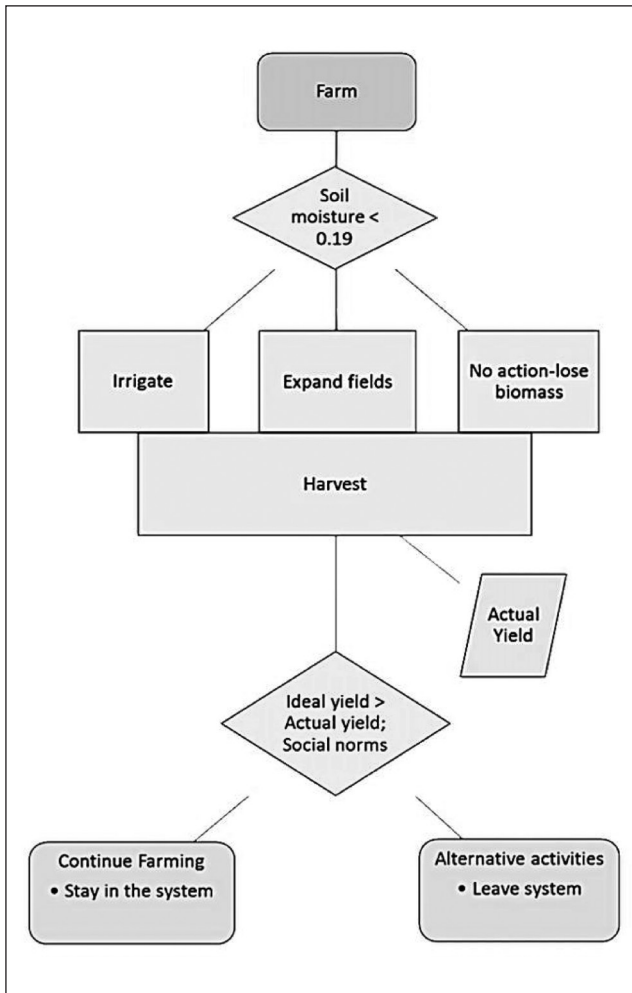 Farm
Soil
moisture <
0.19
Irrigate
Expand fields
No action-lose
biomass
Harvest
Actual
Yield
Ideal yield >
Actual yield;
Social norms
Continue Farming
• Stay in the system
Alternative activities
• Leave system